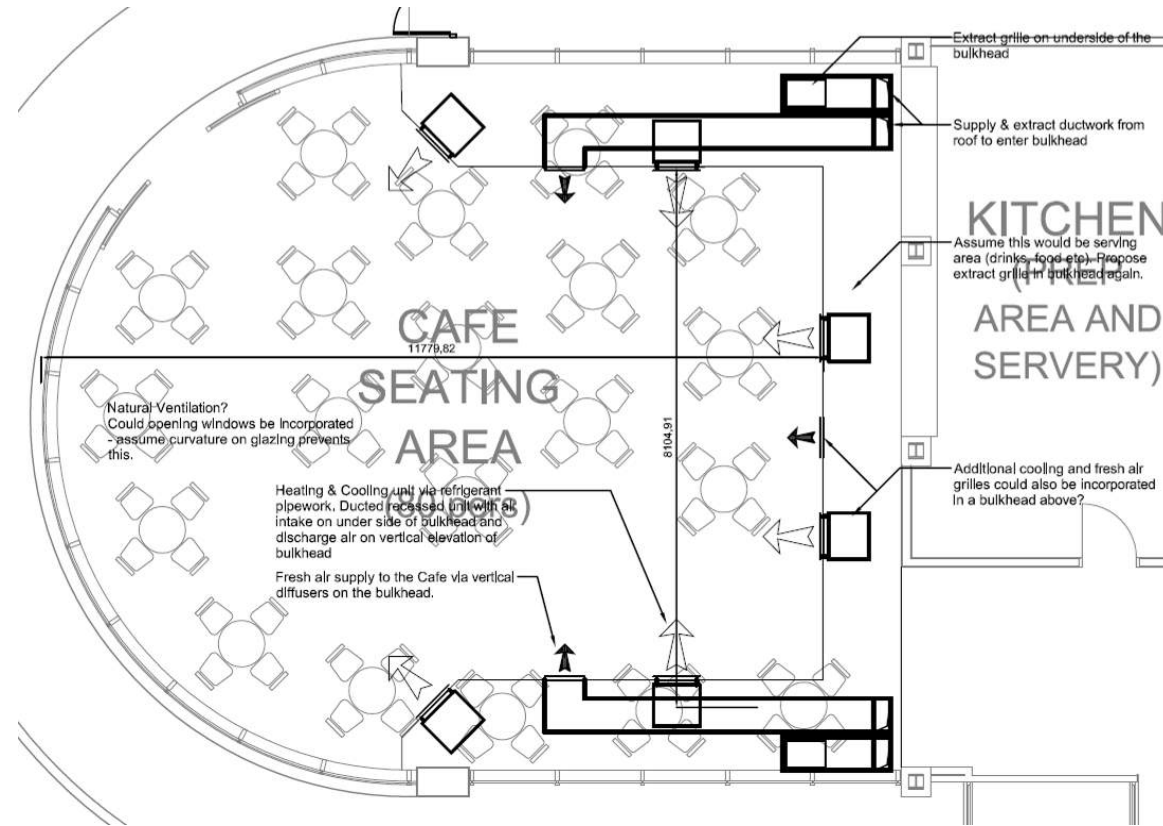 Extract grille on underside of the
bulkhead
Supply & extract ductwork from
roof to enter bulkhead
KITCHEN
(PREP
AREA AND
SERVERY)
Assume this would be serving
area (drinks, food etc). Propose
extract grille in bulkhead again.
CAFE
SEATING
AREA
(80 pers)
11779,82
8104,91
Natural Ventilation?
Could opening windows be incorporated
- assume curvature on glazing prevents
this.
Additional cooling and fresh air
grilles could also be incorporated
in a bulkhead above?
Heating & Cooling unit via refrigerant
pipework. Ducted recessed unit with air
intake on under side of bulkhead and
discharge air on vertical elevation of
bulkhead
Fresh air supply to the Cafe via vertical
diffusers on the bulkhead.